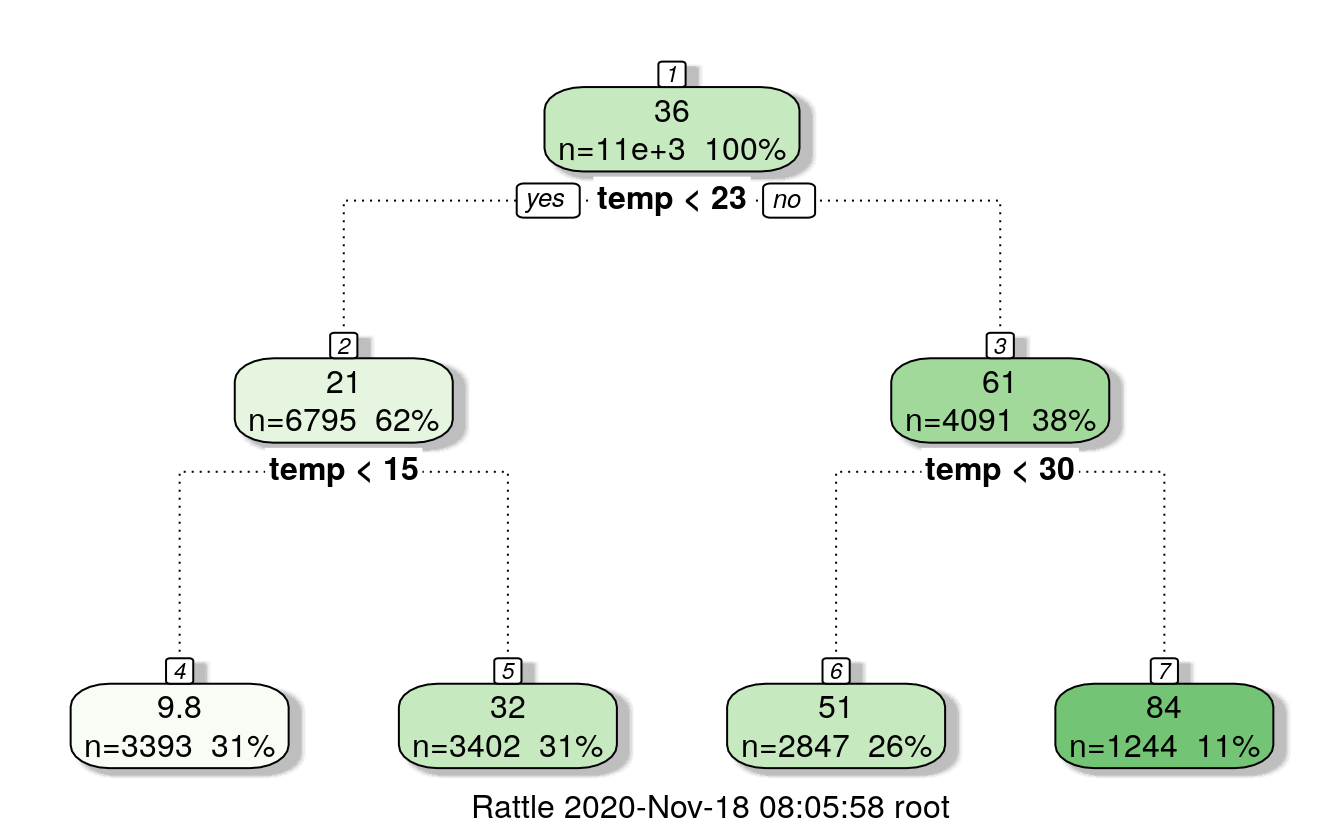 1
36
n=11e+3 100%
yes temp < 23 no
2
21
n=6795 62%
3
61
n=4091 38%
temp < 15
temp < 30
4
9.8
n=3393 31%
5
32
n=3402 31%
6
51
n=2847 26%
7
84
n=1244 11%
Rattle 2020-Nov-18 08:05:58 root